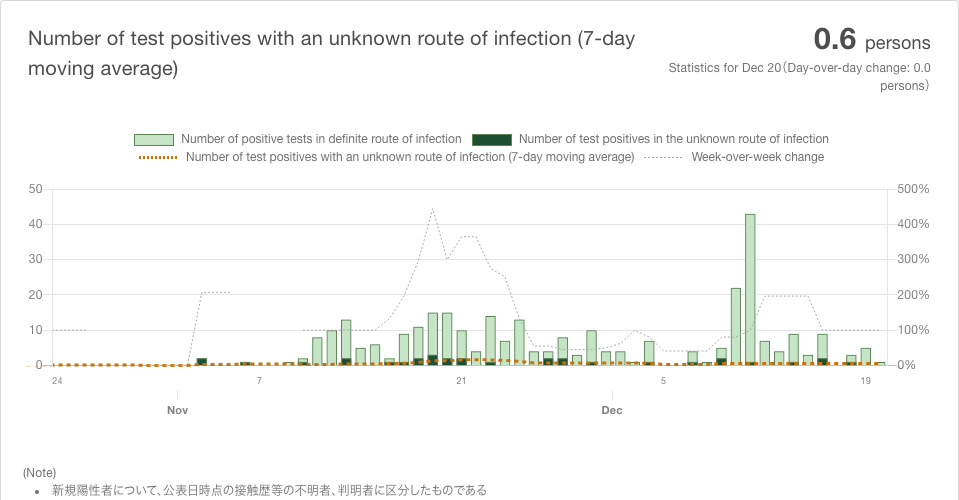 Number of test positives with an unknown route of infection (7-day
moving average)
0.6 persons
Statistics for Dec 20(Day-over-day change: 0.0
persons)
Number of positive tests in definite route of infection
Number of test positives in the unknown route of infection
Number of test positives with an unknown route of infection (7-day moving average)
Week-over-week change
50 500%
40 400%
30 300%
20 200%
10 100%
0 0%
24 7 21 5 19
Nov Dec
(Note)
• 新規陽性者について、公表日時点の接触歴等の不明者、判明者に区分したものである